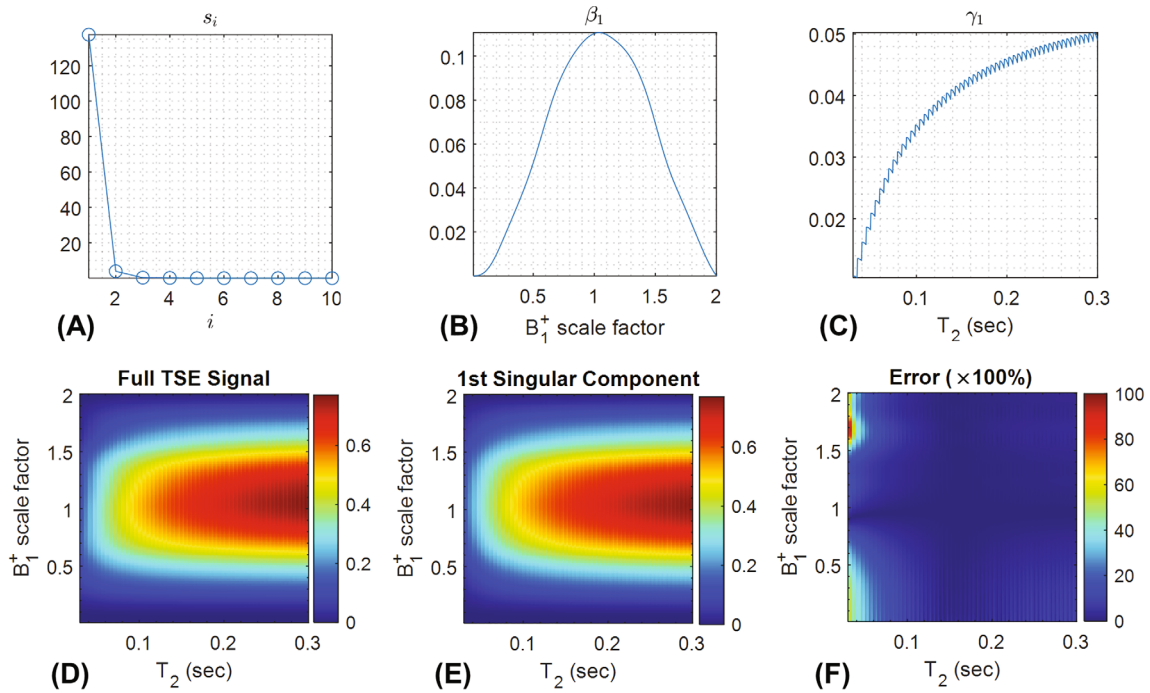 s_i
120
100
80
60
40
20
2 4 6 8 10
i
(A)
β_1
0.1
0.08
0.06
0.04
0.02
0.5 1 1.5 2
B_1^+ scale factor
(B)
γ_1
0.05
0.04
0.03
0.02
0.1 0.2 0.3
T_2 (sec)
(C)
Full TSE Signal
2
1.5
1
0.5
B_1^+ scale factor
0.1 0.2 0.3
T_2 (sec)
0.6
0.4
0.2
0
(D)
1st Singular Component
2
1.5
1
0.5
B_1^+ scale factor
0.1 0.2 0.3
T_2 (sec)
0.6
0.4
0.2
0
(E)
Error (×100%)
2
1.5
1
0.5
B_1^+ scale factor
0.1 0.2 0.3
T_2 (sec)
100
80
60
40
20
0
(F)